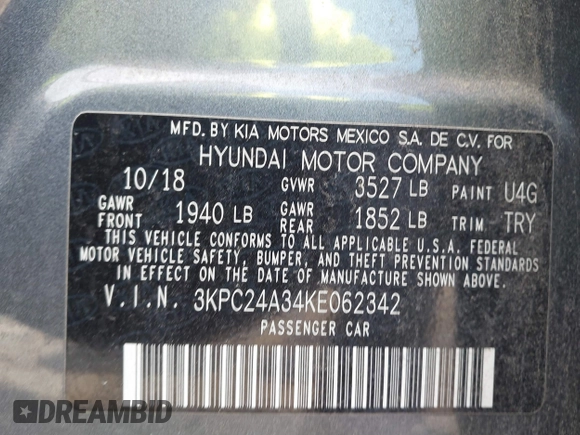 MFD. BY KIA MOTORS MEXICO S.A. DE C.V. FOR
HYUNDAI MOTOR COMPANY
10/18 GVWR 3527 LB PAINT U4G
GAWR FRONT 1940 LB GAWR REAR 1852 LB TRIM TRY
THIS VEHICLE CONFORMS TO ALL APPLICABLE U.S.A. FEDERAL
MOTOR VEHICLE SAFETY, BUMPER, AND THEFT PREVENTION STANDARDS
IN EFFECT ON THE DATE OF MANUFACTURE SHOWN ABOVE.
V.I.N. 3KPC24A34KE062342
PASSENGER CAR
DREAMBID